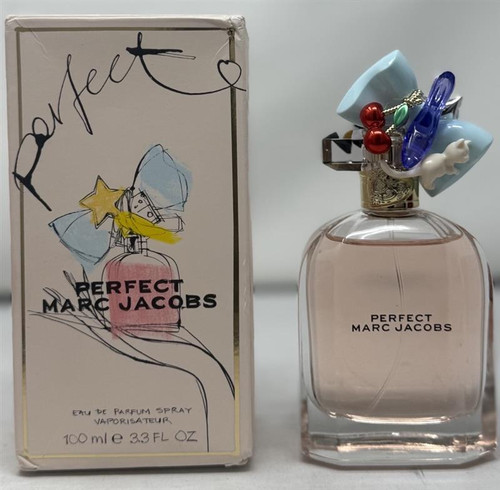 Perfect
PERFECT
MARC JACOBS
EAU DE PARFUM SPRAY
VAPORISATEUR
100 ml e 3.3 FL OZ
PERFECT
MARC JACOBS